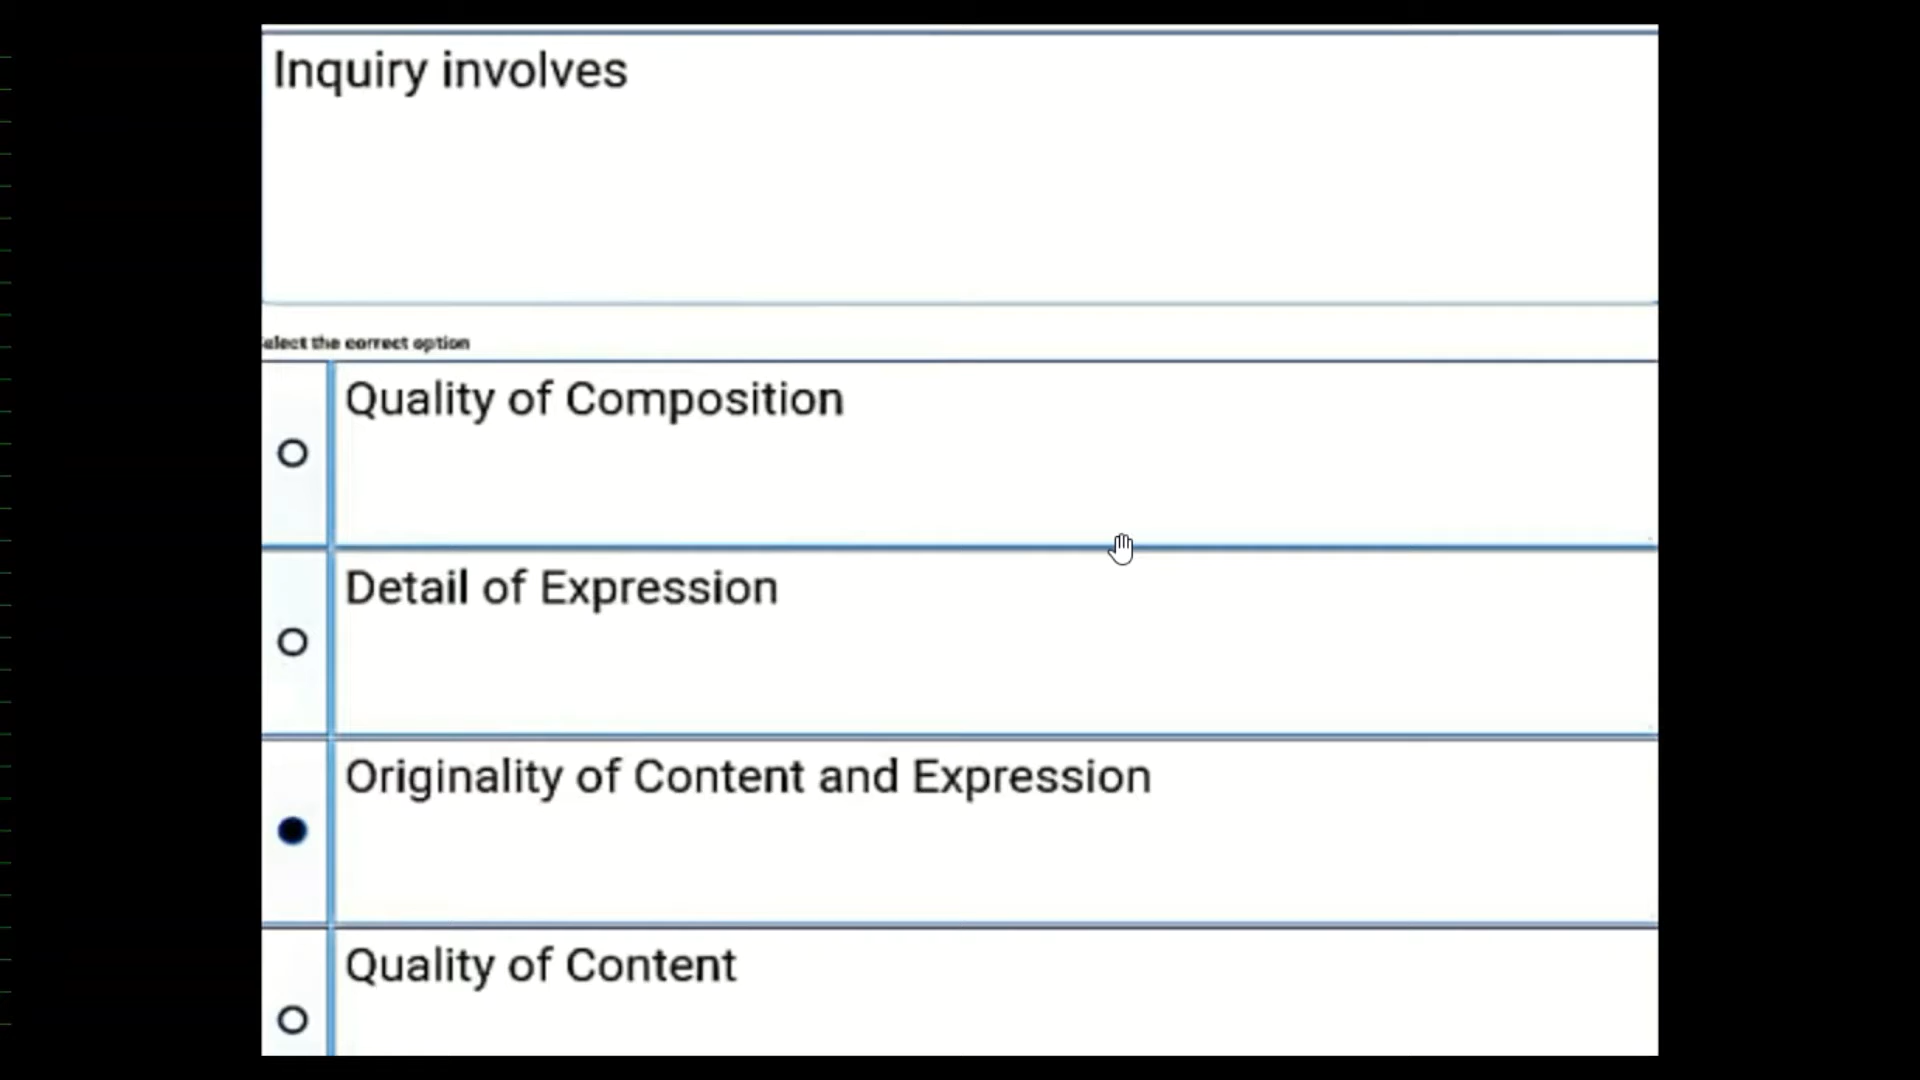 Inquiry involves
elect the correct option
Quality of Composition
Detail of Expression
Originality of Content and Expression
Quality of Content